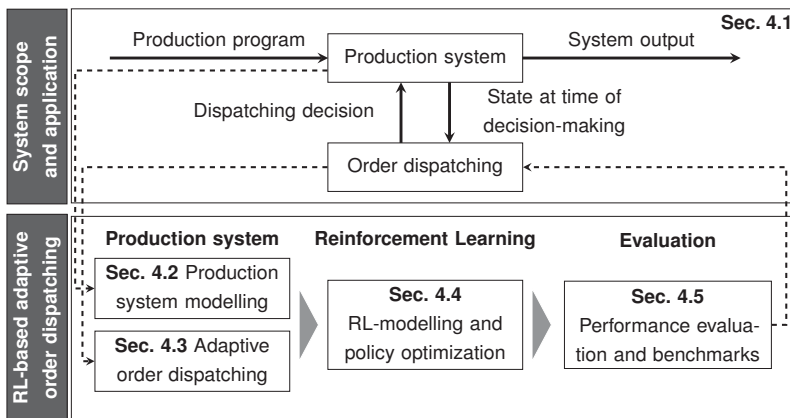 System scope
and application
Sec. 4.1
Production program
Production system
System output
Dispatching decision
State at time of
decision-making
Order dispatching
RL-based adaptive
order dispatching
Production system
Sec. 4.2 Production
system modelling
Sec. 4.3 Adaptive
order dispatching
Reinforcement Learning
Sec. 4.4
RL-modelling and
policy optimization
Evaluation
Sec. 4.5
Performance evalua-
tion and benchmarks